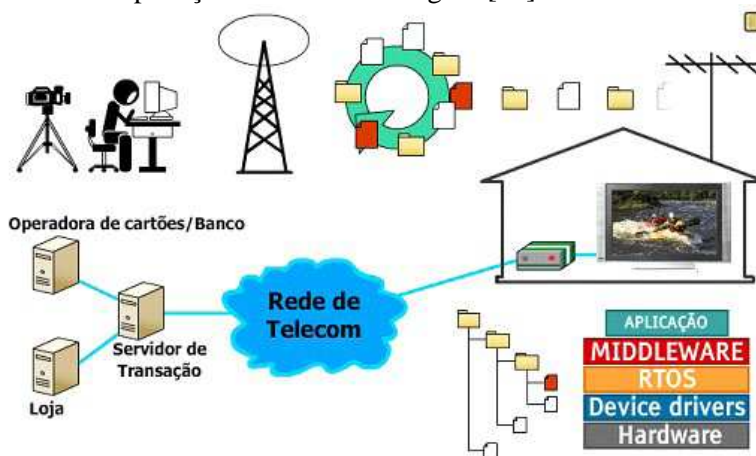 Operadora de cartões/Banco
Servidor de
Transação
Loja
Rede de
Telecom
APLICAÇÃO
MIDDLEWARE
RTOS
Device drivers
Hardware